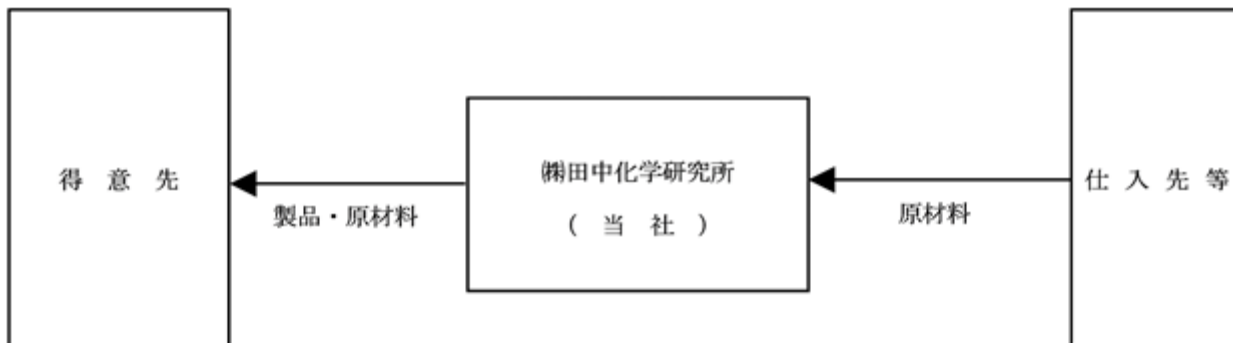 得意先
製品・原材料
㈱田中化学研究所
(当社)
原材料
仕入先等